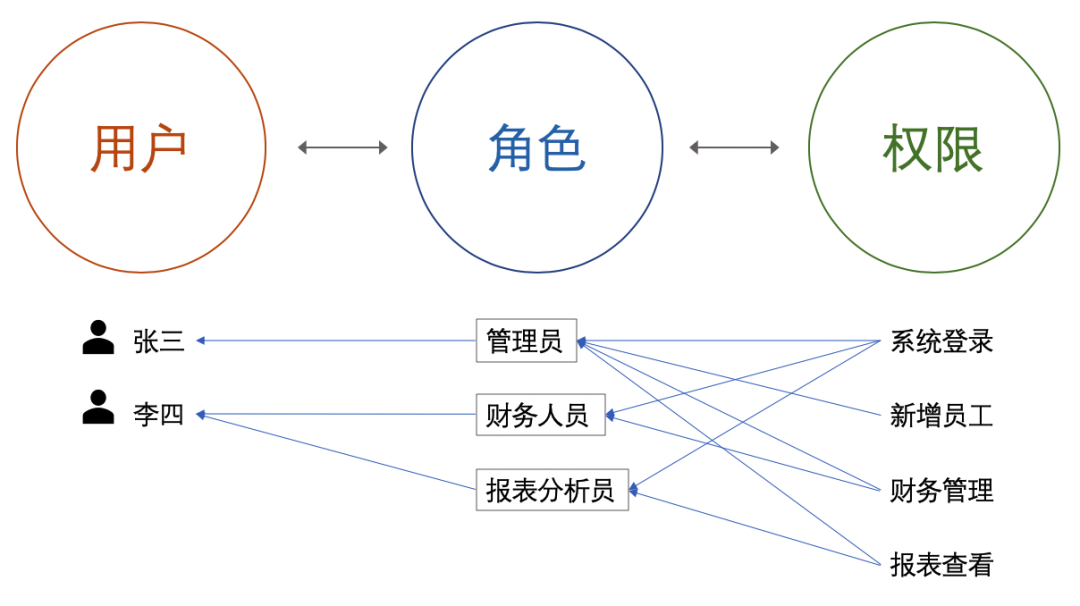 用户
角色
权限
张三
管理员
系统登录
李四
财务人员
新增员工
报表分析员
财务管理
报表查看